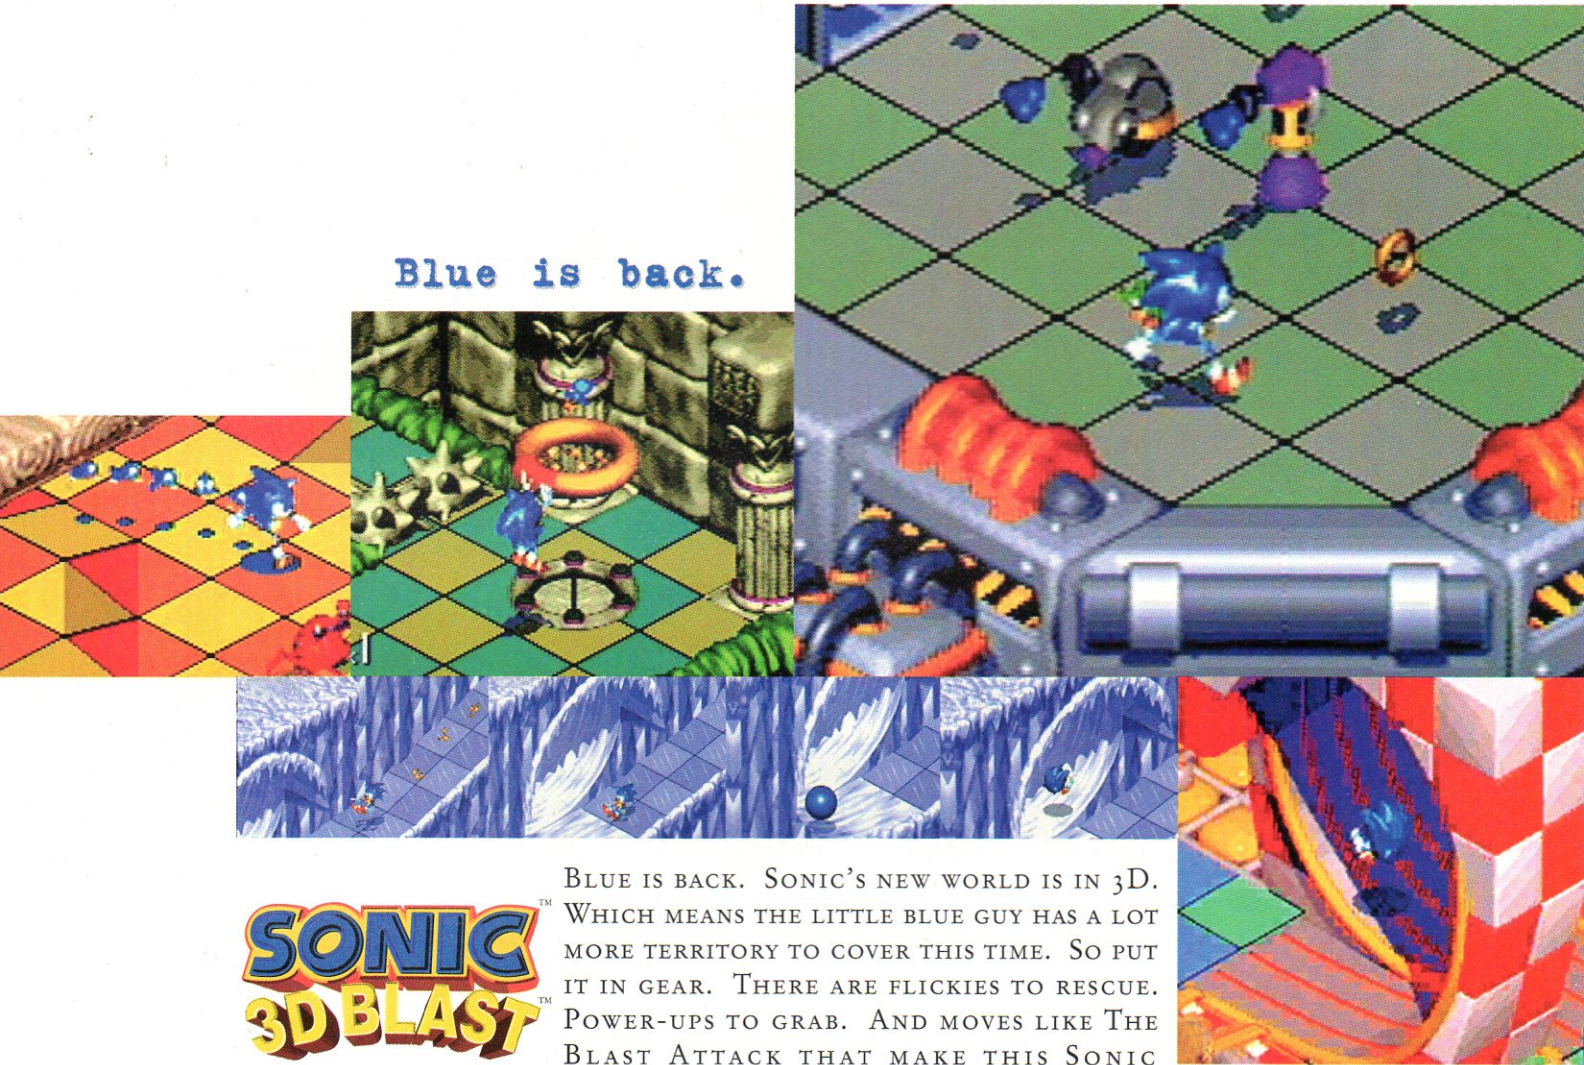 Blue is back.
SONIC™
3D BLAST™
BLUE IS BACK. SONIC'S NEW WORLD IS IN 3D.
WHICH MEANS THE LITTLE BLUE GUY HAS A LOT
MORE TERRITORY TO COVER THIS TIME. SO PUT
IT IN GEAR. THERE ARE FLICKIES TO RESCUE.
POWER-UPS TO GRAB. AND MOVES LIKE THE
BLAST ATTACK THAT MAKE THIS SONIC